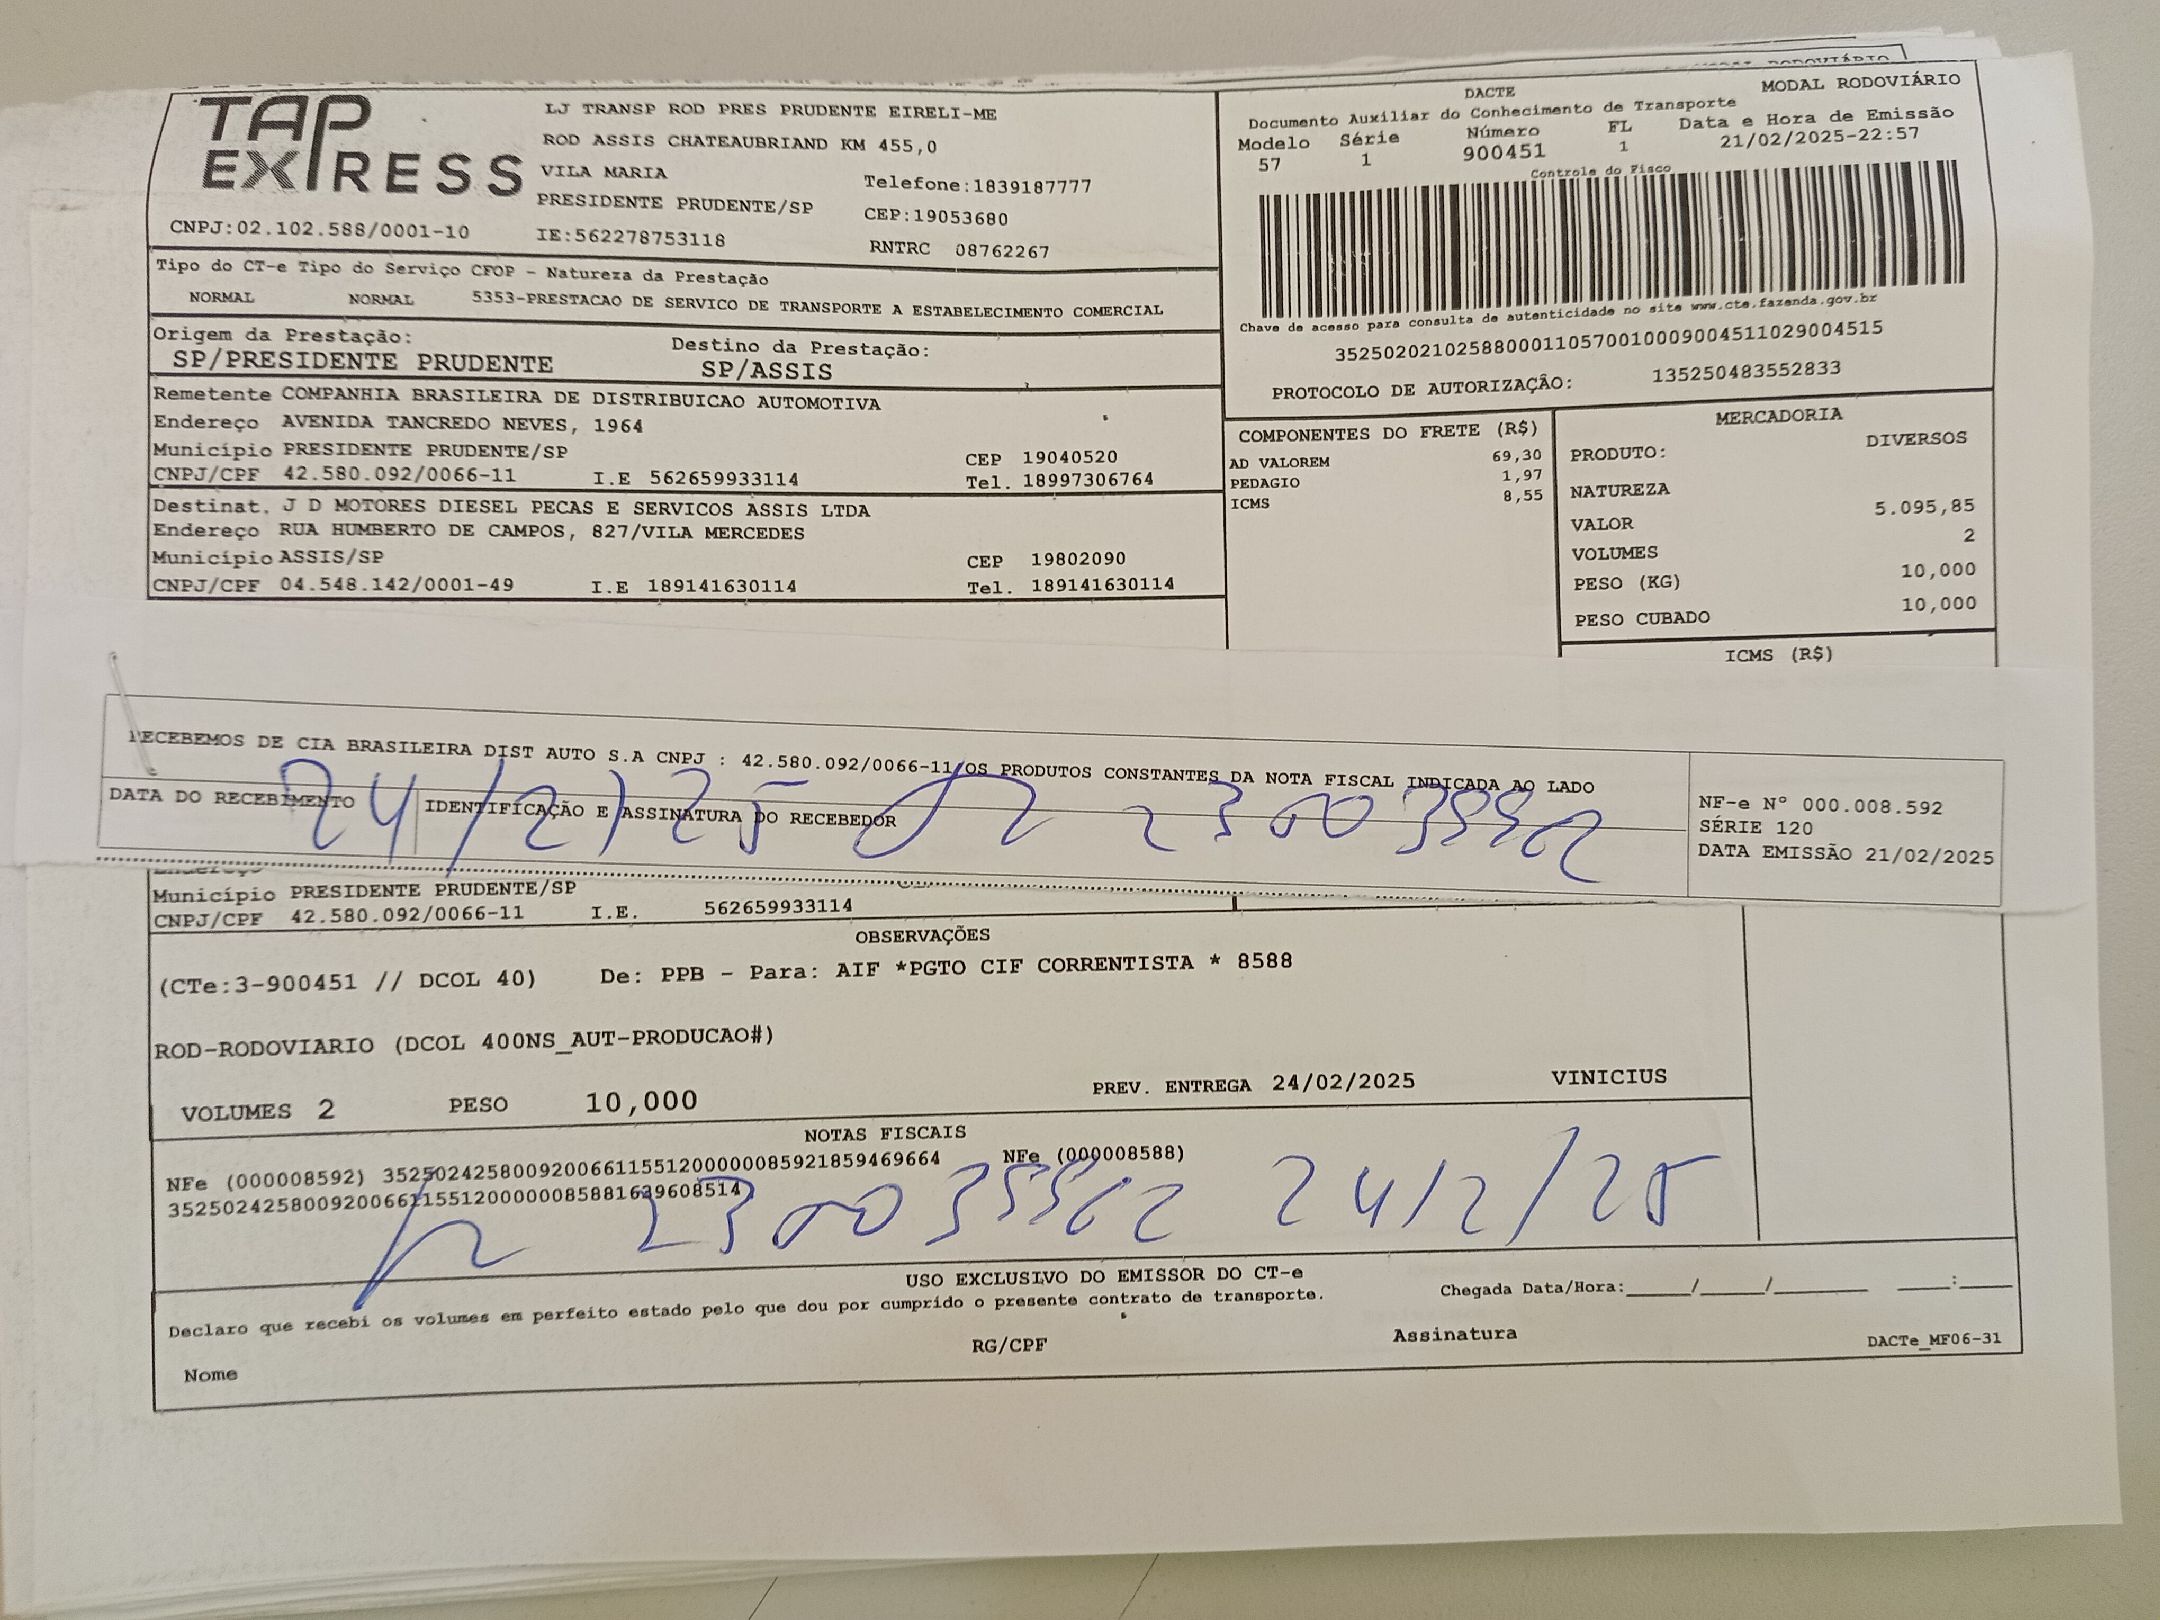 TAP EXPRESS
LJ TRANSP ROD PRES PRUDENTE EIRELI-ME
ROD ASSIS CHATEAUBRIAND KM 455,0
VILA MARIA
Telefone:1839187777
PRESIDENTE PRUDENTE/SP
CEP:19053680
CNPJ:02.102.588/0001-10 IE:562278753118
RNTRC 08762267
MODAL RODOVIÁRIO
DACTE
Documento Auxiliar do Conhecimento de Transporte
Modelo Série Número FL Data e Hora de Emissão
57 1 900451 1 21/02/2025-22:57
Controle do Fisco
Chave de acesso para consulta de autenticidade no site www.cte.fazenda.gov.br
35250202102588000110570010009004511029004515
PROTOCOLO DE AUTORIZAÇÃO: 135250483552833
Tipo do CT-e Tipo do Serviço CFOP - Natureza da Prestação
NORMAL NORMAL 5353-PRESTACAO DE SERVICO DE TRANSPORTE A ESTABELECIMENTO COMERCIAL
Origem da Prestação: Destino da Prestação:
SP/PRESIDENTE PRUDENTE SP/ASSIS
Remetente COMPANHIA BRASILEIRA DE DISTRIBUICAO AUTOMOTIVA
Endereço AVENIDA TANCREDO NEVES, 1964
Município PRESIDENTE PRUDENTE/SP CEP 19040520
CNPJ/CPF 42.580.092/0066-11 I.E 562659933114 Tel. 18997306764
Destinat. J D MOTORES DIESEL PECAS E SERVICOS ASSIS LTDA
Endereço RUA HUMBERTO DE CAMPOS, 827/VILA MERCEDES
Município ASSIS/SP CEP 19802090
CNPJ/CPF 04.548.142/0001-49 I.E 189141630114 Tel. 189141630114
COMPONENTES DO FRETE (R$)
AD VALOREM 69,30
PEDAGIO 1,97
ICMS 8,55
MERCADORIA
PRODUTO: DIVERSOS
NATUREZA
VALOR 5.095,85
VOLUMES 2
PESO (KG) 10,000
PESO CUBADO 10,000
ICMS (R$)
RECEBEMOS DE CIA BRASILEIRA DIST AUTO S.A CNPJ : 42.580.092/0066-11 OS PRODUTOS CONSTANTES DA NOTA FISCAL INDICADA AO LADO
DATA DO RECEBIMENTO IDENTIFICAÇÃO E ASSINATURA DO RECEBEDOR
24/2/25
NF-e N° 000.008.592
SÉRIE 120
DATA EMISSÃO 21/02/2025
Endereço
Município PRESIDENTE PRUDENTE/SP
CNPJ/CPF 42.580.092/0066-11 I.E. 562659933114
OBSERVAÇÕES
(CTe:3-900451 // DCOL 40) De: PPB - Para: AIF *PGTO CIF CORRENTISTA * 8588
ROD-RODOVIARIO (DCOL 400NS_AUT-PRODUCAO#)
VOLUMES 2 PESO 10,000 PREV. ENTREGA 24/02/2025 VINICIUS
NOTAS FISCAIS
NFe (000008592) 35250242580092006611551200000085921859469664 NFe (000008588)
35250242580092006611551200000085881639608514
24/2/25
USO EXCLUSIVO DO EMISSOR DO CT-e
Declaro que recebi os volumes em perfeito estado pelo que dou por cumprido o presente contrato de transporte.
Chegada Data/Hora:_____/_____/_______ ____:____
Nome RG/CPF Assinatura DACTe_MF06-31